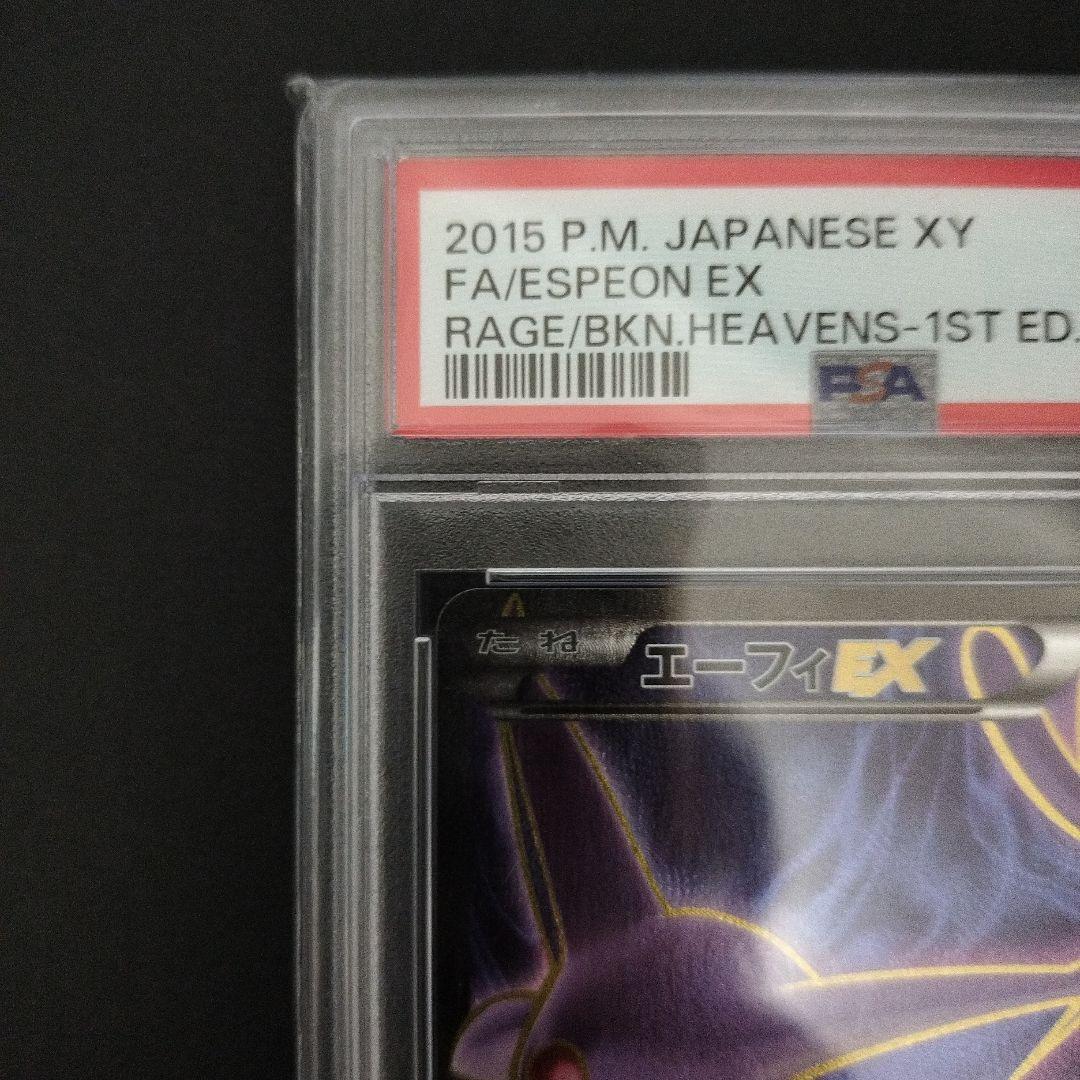 2015 P.M. JAPANESE XY
FA/ESPEON EX
RAGE/BKN.HEAVENS-1ST ED.
PSA
たね エーフィEX